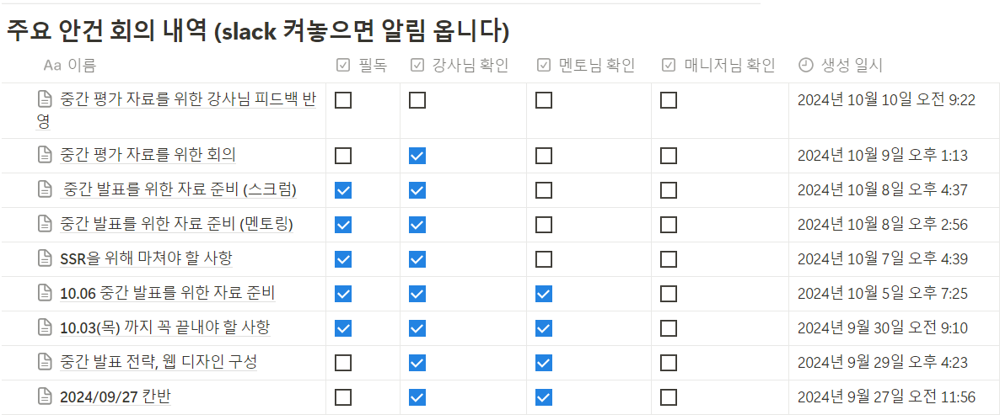 주요 안건 회의 내역 (slack 켜놓으면 알림 옵니다)
Aa 이름 필독 강사님 확인 멘토님 확인 매니저님 확인 생성 일시
중간 평가 자료를 위한 강사님 피드백 반 2024년 10월 10일 오전 9:22
영
중간 평가 자료를 위한 회의 2024년 10월 9일 오후 1:13
중간 발표를 위한 자료 준비 (스크럼) 2024년 10월 8일 오후 4:37
중간 발표를 위한 자료 준비 (멘토링) 2024년 10월 8일 오후 2:56
SSR을 위해 마쳐야 할 사항 2024년 10월 7일 오후 4:39
10.06 중간 발표를 위한 자료 준비 2024년 10월 5일 오후 7:25
10.03(목) 까지 꼭 끝내야 할 사항 2024년 9월 30일 오전 9:10
중간 발표 전략, 웹 디자인 구성 2024년 9월 29일 오후 4:23
2024/09/27 칸반 2024년 9월 27일 오전 11:56